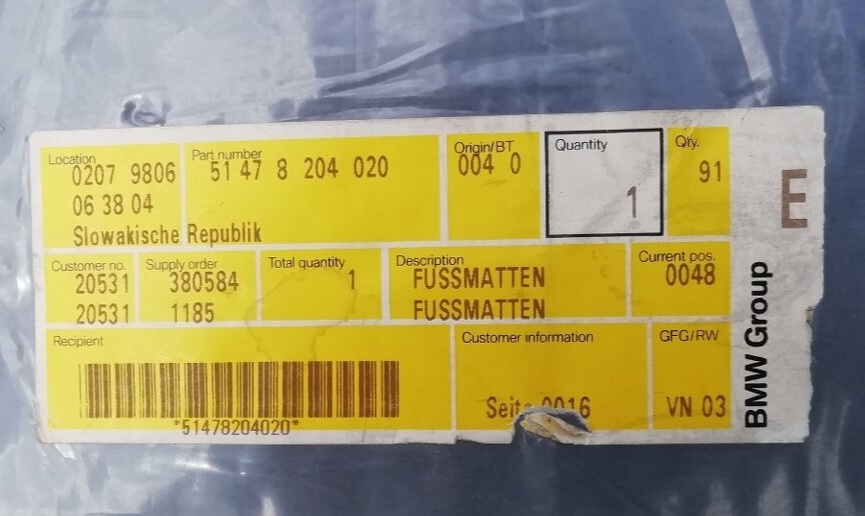 Location
0207 9806
06 38 04
Slowakische Republik
Part number
51 47 8 204 020
Origin/BT
004 0
Quantity
1
Qty.
91
E
Customer no.
20531
20531
Supply order
380584
1185
Total quantity
1
Description
FUSSMATTEN
FUSSMATTEN
Current pos.
0048
Recipient
*51478204020*
Customer information
0016
GFG/RW
VN 03
BMW Group